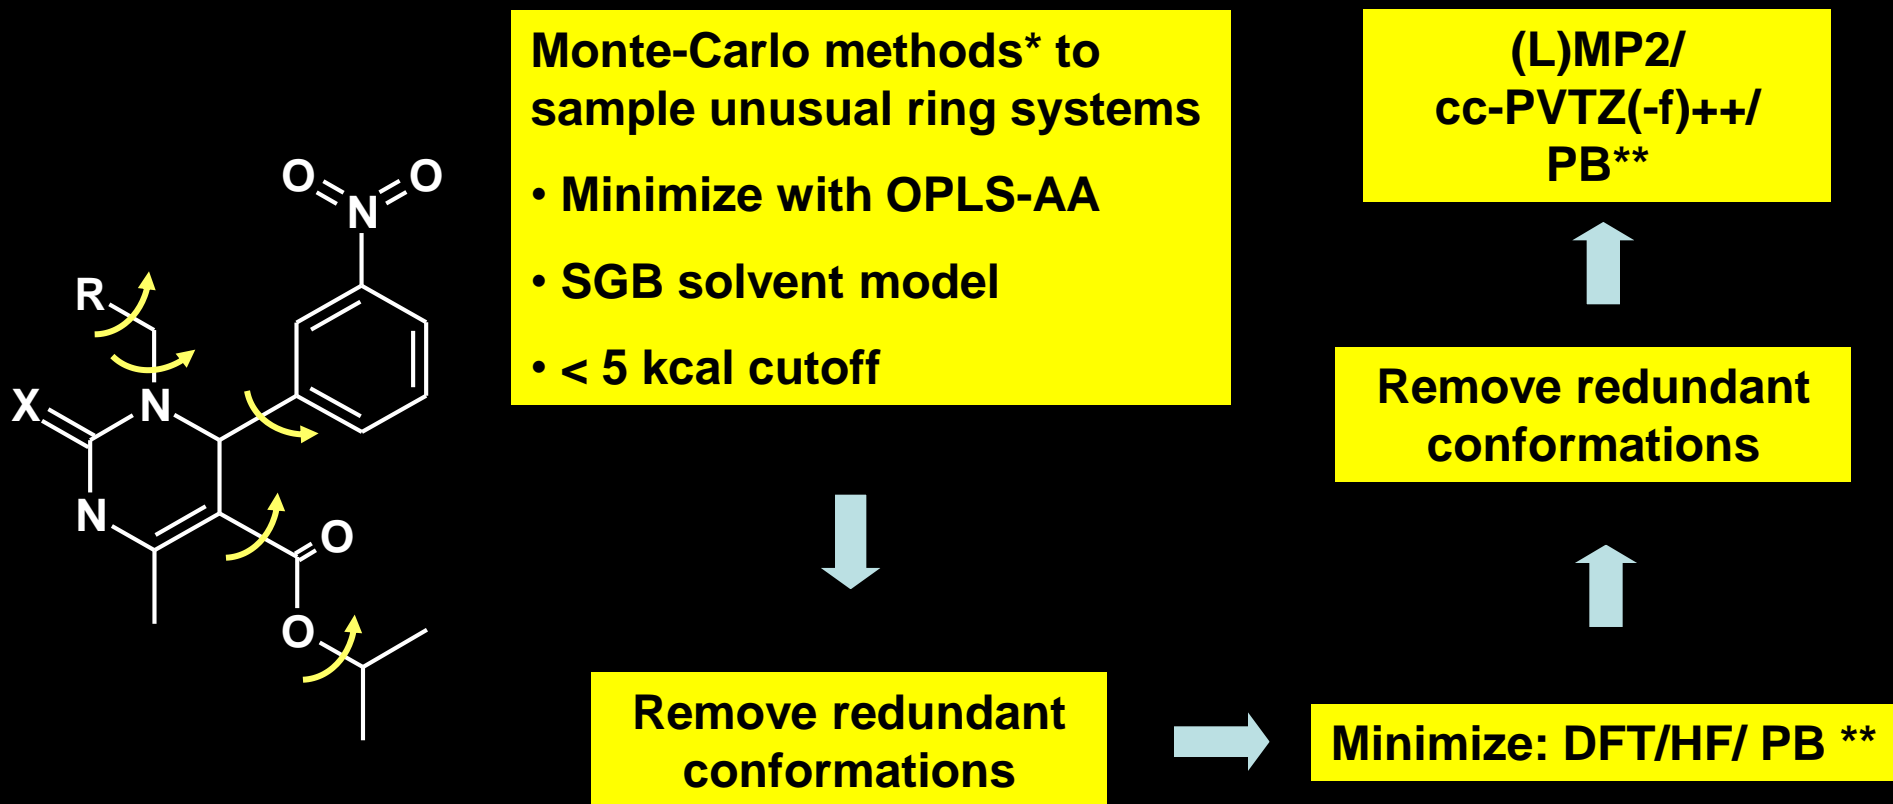 Monte-Carlo methods* to
sample unusual ring systems
• Minimize with OPLS-AA
• SGB solvent model
• < 5 kcal cutoff
Remove redundant
conformations
Minimize: DFT/HF/ PB **
Remove redundant
conformations
(L)MP2/
cc-PVTZ(-f)++/
PB**
O
O
N
R
X
N
N
O
O